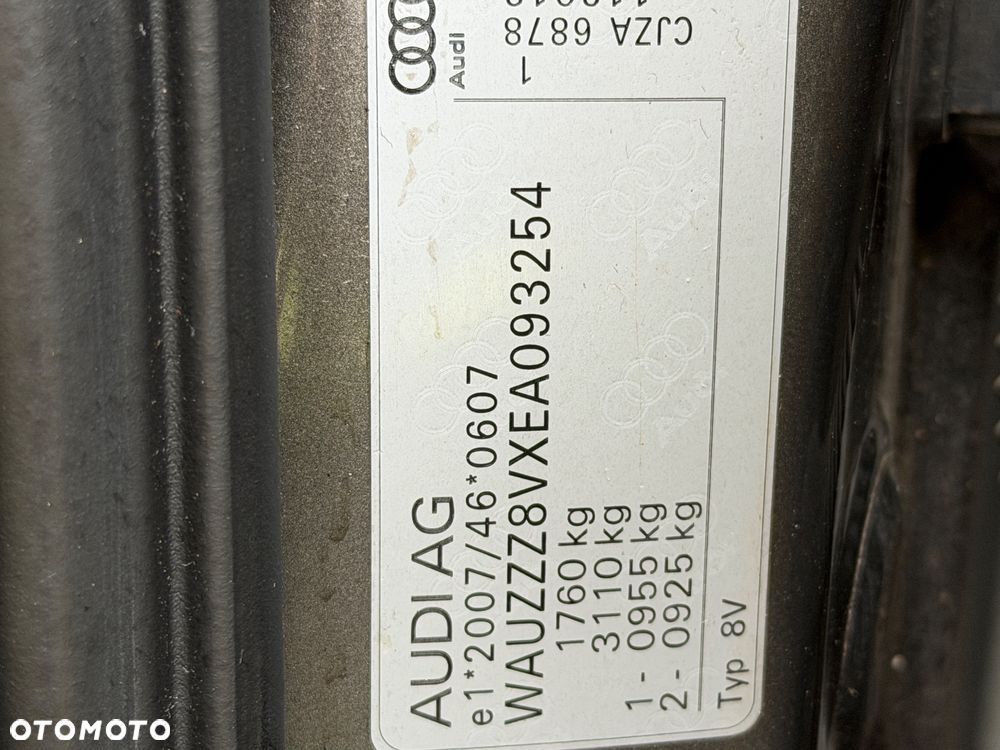 AUDI AG
e1*2007/46*0607
WAUZZZ8VXEA093254
1760 kg
3110 kg
1 - 0955 kg
2 - 0925 kg
Typ 8V
Audi
1
CJZA 6878
OTOMOTO